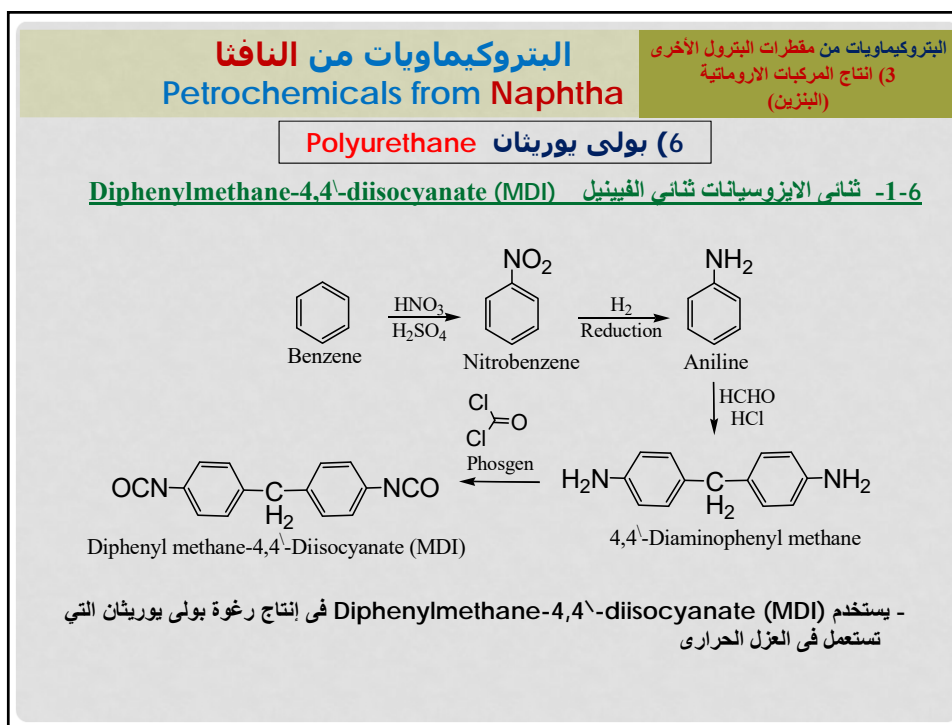 البتروكيماويات من مقطرات البترول الأخرى
3) انتاج المركبات الاروماتية
(البنزين)
البتروكيماويات من النافثا
Petrochemicals from Naphtha
6) بولى يوريثان Polyurethane
6-1- ثنائى الايزوسيانات ثنائي الفيينيل Diphenylmethane-4,4\-diisocyanate (MDI)
NO₂
NH₂
HNO₃
H₂SO₄
H₂
Reduction
Benzene
Nitrobenzene
Aniline
HCHO
HCl
Cl
O
Cl
Phosgen
OCN
C
H₂
NCO
H₂N
C
H₂
NH₂
Diphenyl methane-4,4\-Diisocyanate (MDI)
4,4\-Diaminophenyl methane
- يستخدم Diphenylmethane-4,4\-diisocyanate (MDI) فى إنتاج رغوة بولى يوريثان التي
تستعمل فى العزل الحرارى